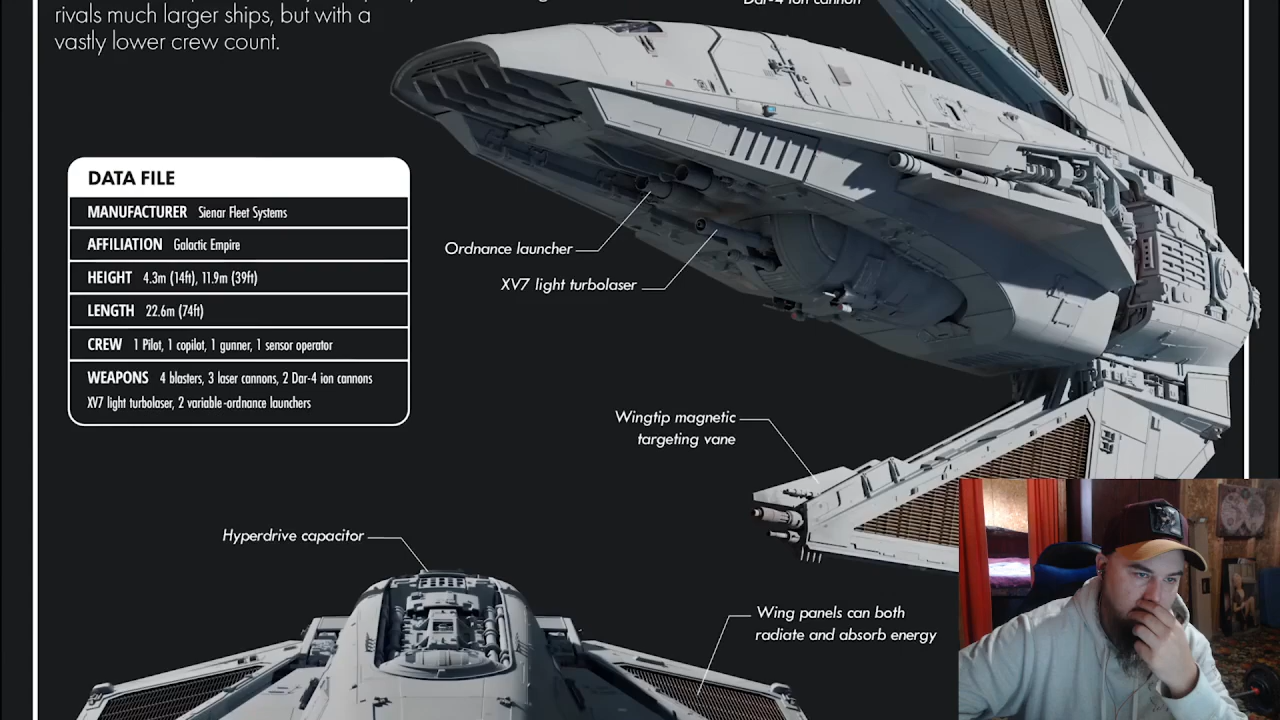 rivals much larger ships, but with a
vastly lower crew count.
Dar-4 ion cannon
DATA FILE
MANUFACTURER Sienar Fleet Systems
AFFILIATION Galactic Empire
HEIGHT 4.3m (14ft), 11.9m (39ft)
LENGTH 22.6m (74ft)
CREW 1 Pilot, 1 copilot, 1 gunner, 1 sensor operator
WEAPONS 4 blasters, 3 laser cannons, 2 Dar-4 ion cannons
XV7 light turbolaser, 2 variable-ordnance launchers
Ordnance launcher
XV7 light turbolaser
Wingtip magnetic
targeting vane
Hyperdrive capacitor
Wing panels can both
radiate and absorb energy